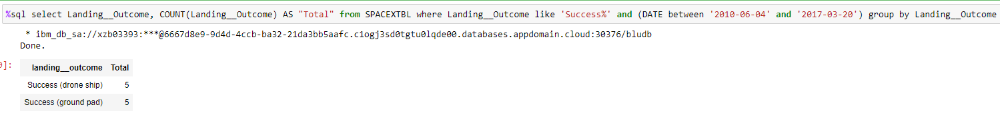 %sql select Landing__Outcome, COUNT(Landing__Outcome) AS "Total" from SPACEXTBL where Landing__Outcome like 'Success%' and (DATE between '2010-06-04' and '2017-03-20') group by Landing__Outcome
* ibm_db_sa://xzb03393:***@6667d8e9-9d4d-4ccb-ba32-21da3bb5aafc.c1ogj3sd0tgtu0lqde00.databases.appdomain.cloud:30376/bludb
Done.
]:
landing__outcome Total
Success (drone ship) 5
Success (ground pad) 5